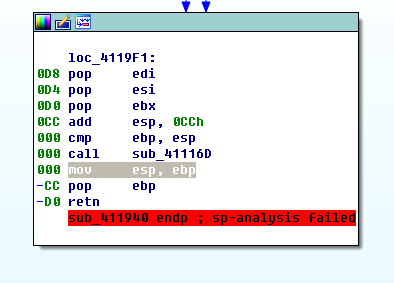 loc_4119F1:
0D8 pop edi
0D4 pop esi
0D0 pop ebx
0CC add esp, 0CCh
000 cmp ebp, esp
000 call sub_41116D
000 mov esp, ebp
-CC pop ebp
-D0 retn
sub_411940 endp ; sp-analysis failed